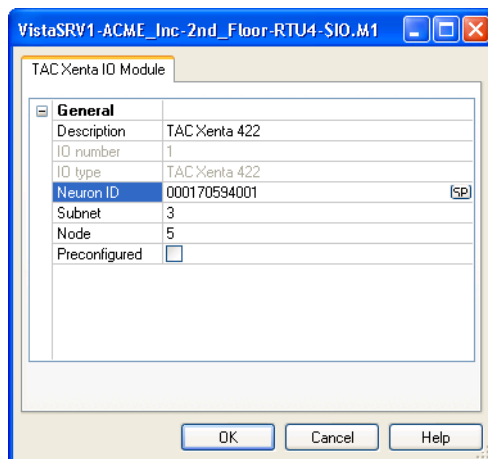 VistaSRV1-ACME_Inc-2nd_Floor-RTU4-$IO.M1
TAC Xenta IO Module
General
Description TAC Xenta 422
IO number 1
IO type TAC Xenta 422
Neuron ID 000170594001 SP
Subnet 3
Node 5
Preconfigured
OK Cancel Help